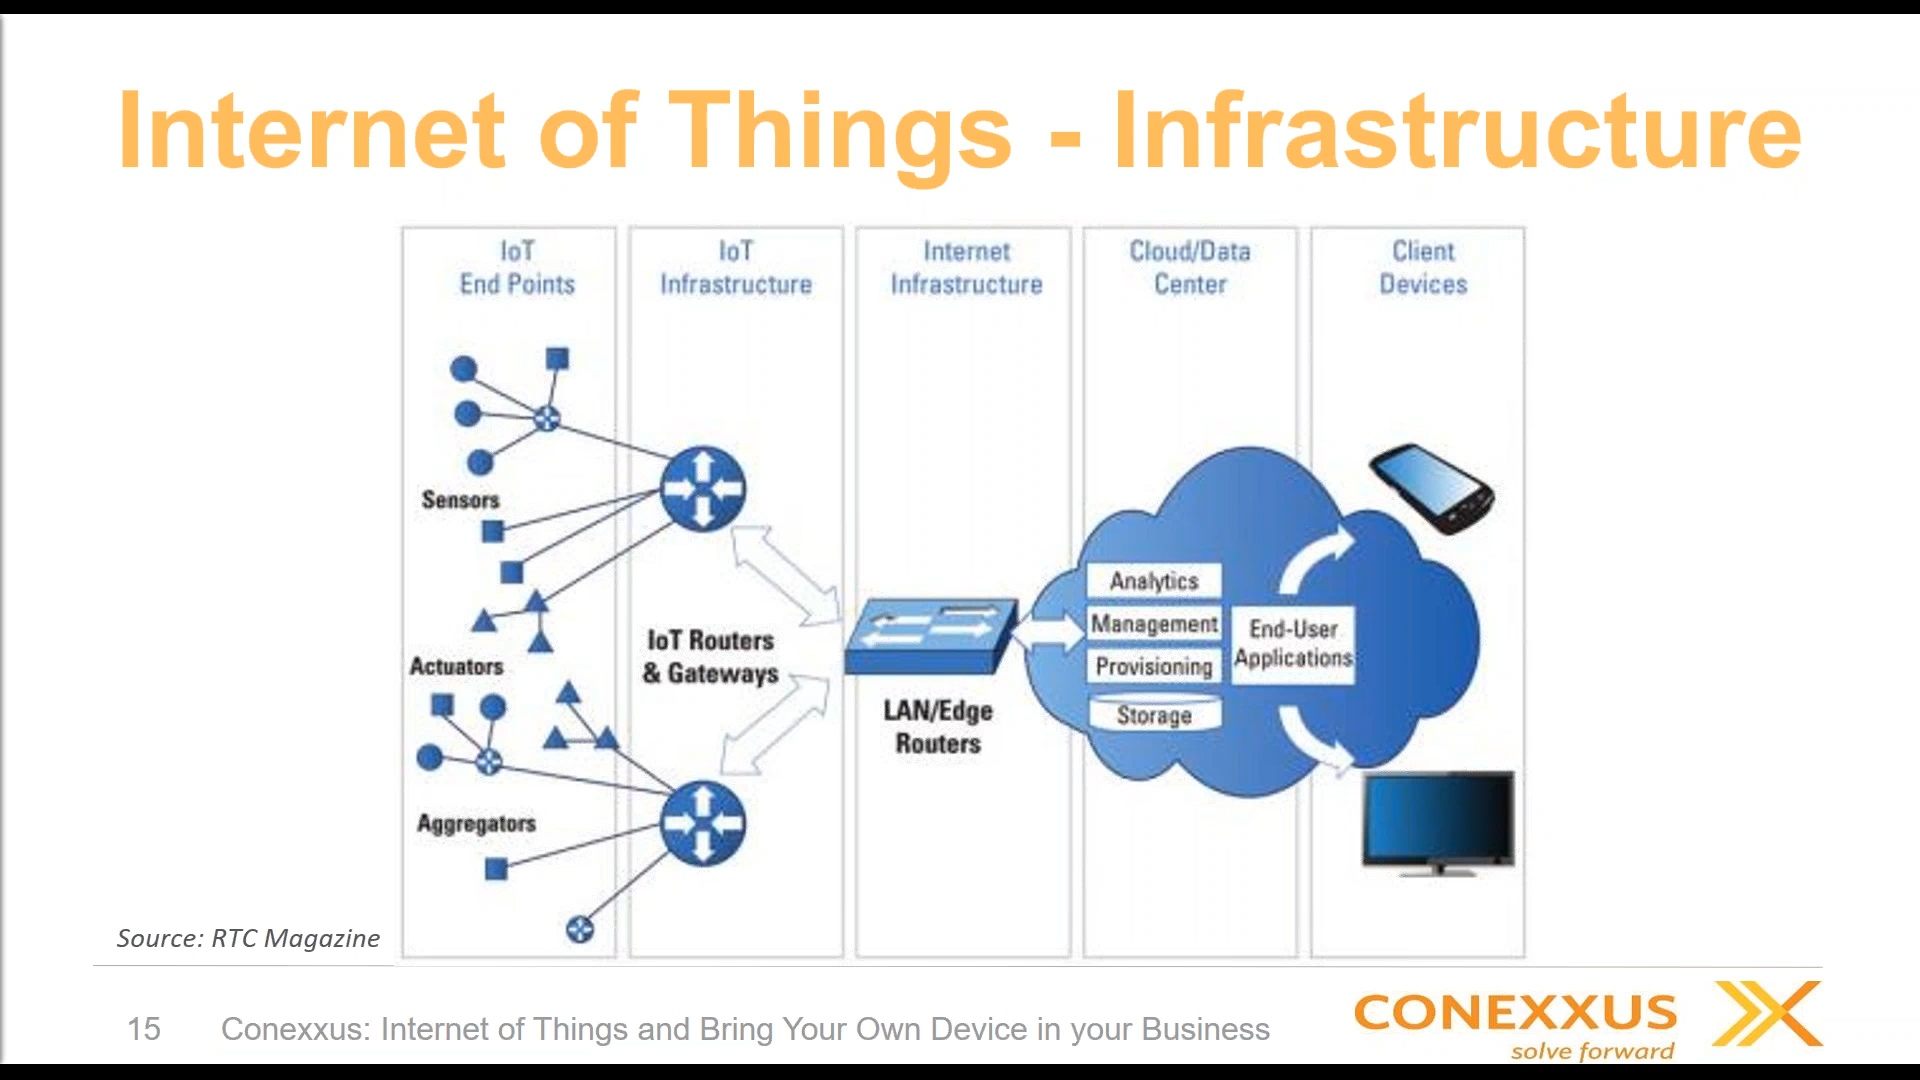 Internet of Things - Infrastructure
IoT
End Points
IoT
Infrastructure
Internet
Infrastructure
Cloud/Data
Center
Client
Devices
Sensors
Actuators
Aggregators
IoT Routers
& Gateways
LAN/Edge
Routers
Analytics
Management
Provisioning
Storage
End-User
Applications
Source: RTC Magazine
15
Conexxus: Internet of Things and Bring Your Own Device in your Business
CONEXXUS
solve forward